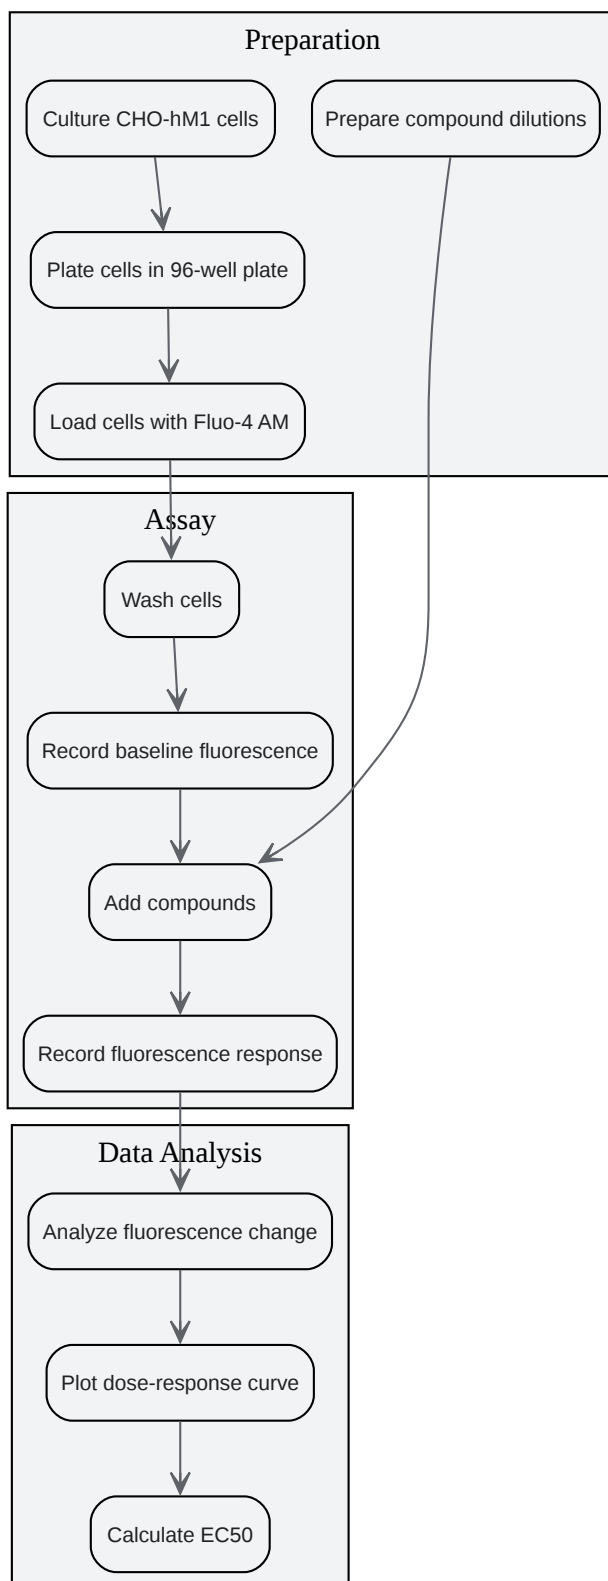 Preparation
Culture CHO-hM1 cells
Prepare compound dilutions
Plate cells in 96-well plate
Load cells with Fluo-4 AM
Assay
Wash cells
Record baseline fluorescence
Add compounds
Record fluorescence response
Data Analysis
Analyze fluorescence change
Plot dose-response curve
Calculate EC50